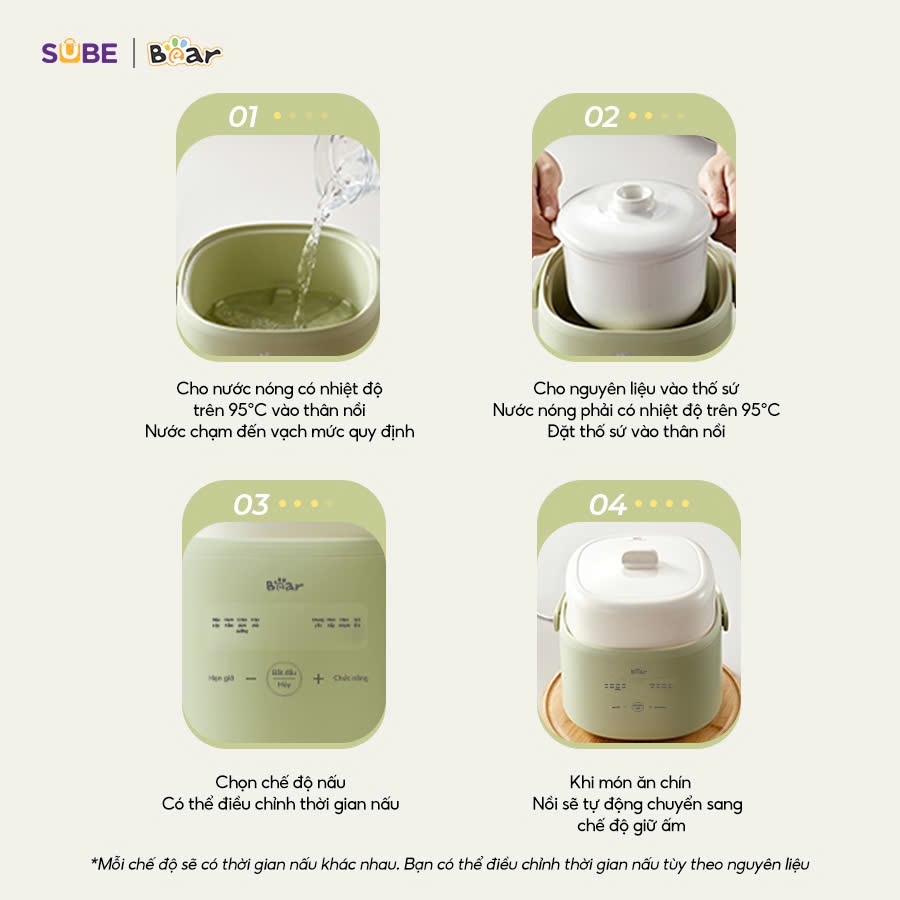 SUBE | Bear
01
02
Cho nước nóng có nhiệt độ
trên 95°C vào thân nồi
Nước chạm đến vạch mức quy định
Cho nguyên liệu vào thố sứ
Nước nóng phải có nhiệt độ trên 95°C
Đặt thố sứ vào thân nồi
03
04
Bear
Hẹn giờ − Bắt đầu + Chức năng
Hủy
Bear
Chọn chế độ nấu
Có thể điều chỉnh thời gian nấu
Khi món ăn chín
Nồi sẽ tự động chuyển sang
chế độ giữ ấm
*Mỗi chế độ sẽ có thời gian nấu khác nhau. Bạn có thể điều chỉnh thời gian nấu tùy theo nguyên liệu